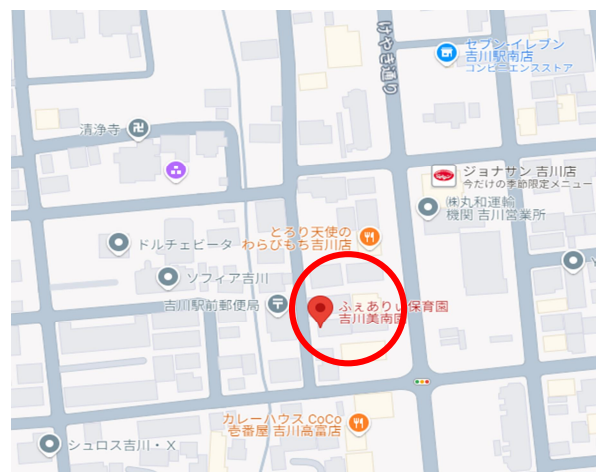 けやき通り
セブン-イレブン
吉川駅南店
コンビニエンスストア
清浄寺
ジョナサン 吉川店
今だけの季節限定メニュー
㈱丸和運輸
機関 吉川営業所
とろり天使の
わらびもち吉川店
ドルチェビータ
ソフィア吉川
吉川駅前郵便局
ふぇありぃ保育園
吉川美南園
カレーハウス CoCo
壱番屋 吉川高富店
シュロス吉川・X
Y